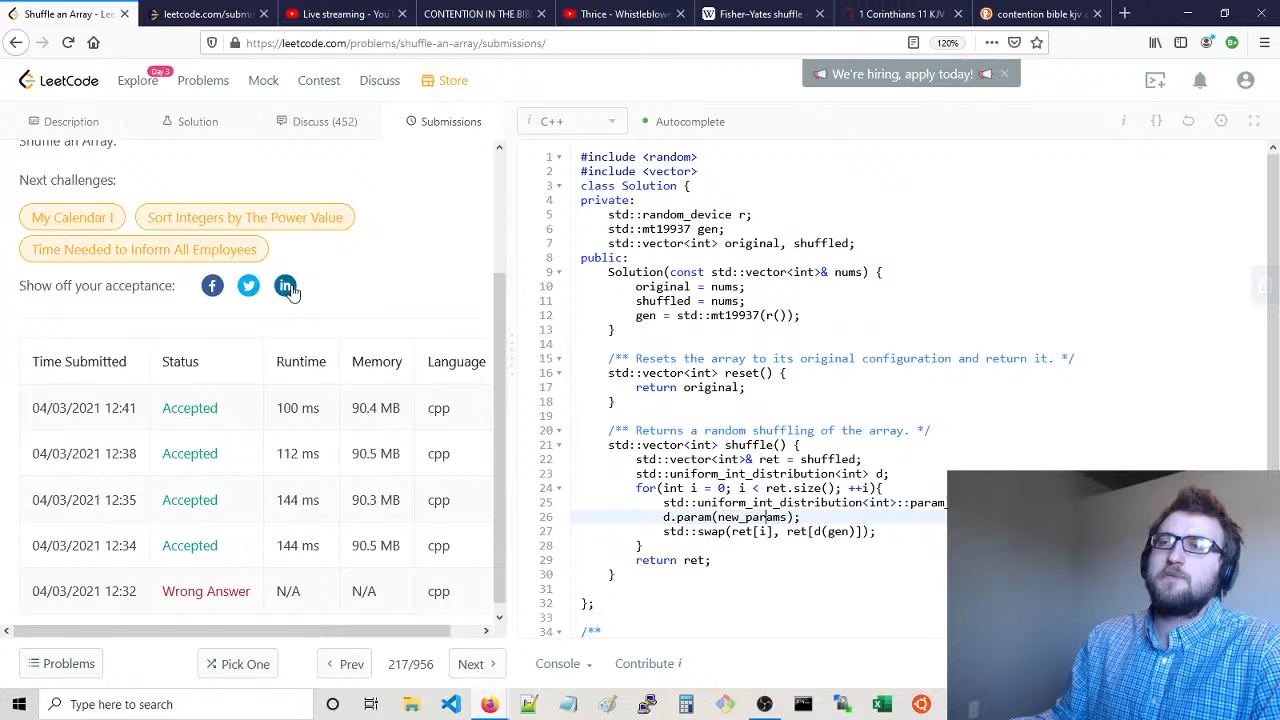 Shuffle an Array - Lee
leetcode.com/subm
Live streaming - You
CONTENTION IN THE BIB
Thrice - Whistleblowe
Fisher–Yates shuffle -
1 Corinthians 11 KJV
contention bible kjv a
https://leetcode.com/problems/shuffle-an-array/submissions/
120%
LeetCode
Explore
Day 3
Problems
Mock
Contest
Discuss
Store
We're hiring, apply today!
Description
Solution
Discuss (452)
Submissions
i C++
Autocomplete
Shuffle an Array.
Next challenges:
My Calendar I
Sort Integers by The Power Value
Time Needed to Inform All Employees
Show off your acceptance:
Time Submitted Status Runtime Memory Language
04/03/2021 12:41 Accepted 100 ms 90.4 MB cpp
04/03/2021 12:38 Accepted 112 ms 90.5 MB cpp
04/03/2021 12:35 Accepted 144 ms 90.3 MB cpp
04/03/2021 12:34 Accepted 144 ms 90.5 MB cpp
04/03/2021 12:32 Wrong Answer N/A N/A cpp
1 #include <random>
2 #include <vector>
3 class Solution {
4 private:
5 std::random_device r;
6 std::mt19937 gen;
7 std::vector<int> original, shuffled;
8 public:
9 Solution(const std::vector<int>& nums) {
10 original = nums;
11 shuffled = nums;
12 gen = std::mt19937(r());
13 }
14
15 /** Resets the array to its original configuration and return it. */
16 std::vector<int> reset() {
17 return original;
18 }
19
20 /** Returns a random shuffling of the array. */
21 std::vector<int> shuffle() {
22 std::vector<int>& ret = shuffled;
23 std::uniform_int_distribution<int> d;
24 for(int i = 0; i < ret.size(); ++i){
25 std::uniform_int_distribution<int>::param_
26 d.param(new_params);
27 std::swap(ret[i], ret[d(gen)]);
28 }
29 return ret;
30 }
31
32 };
33
34 /**
Problems
Pick One
Prev
217/956
Next
Console
Contribute i
Type here to search